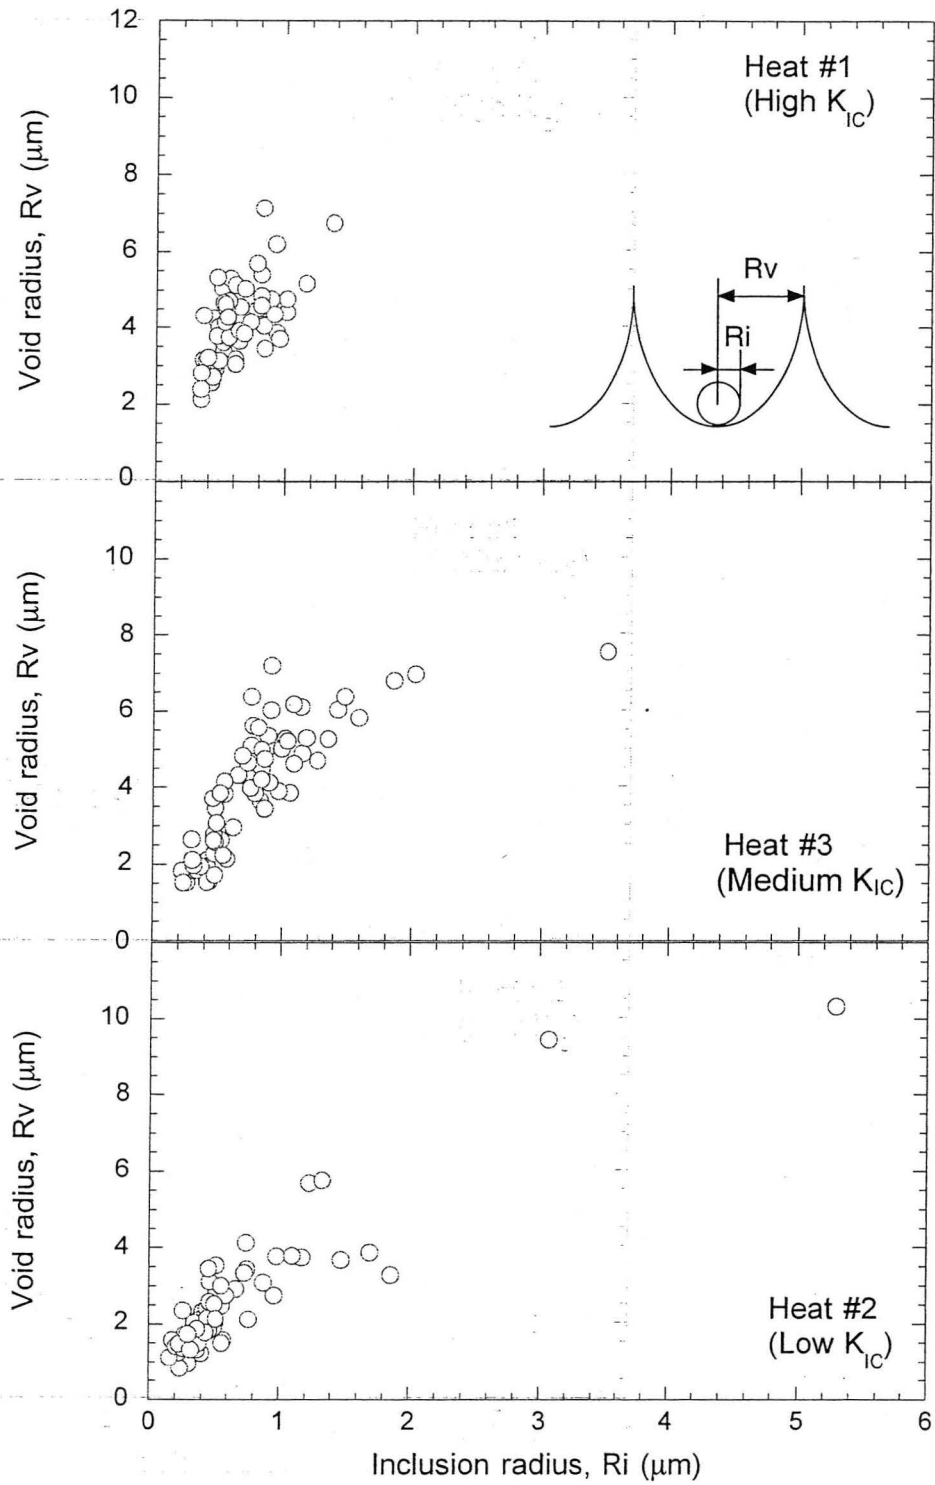 12
10
8
6
4
2
0
Void radius, Rv (μm)
Heat #1
(High K_IC)
Rv
Ri
10
8
6
4
2
0
Void radius, Rv (μm)
Heat #3
(Medium K_IC)
10
8
6
4
2
0
Void radius, Rv (μm)
Heat #2
(Low K_IC)
0 1 2 3 4 5 6
Inclusion radius, Ri (μm)